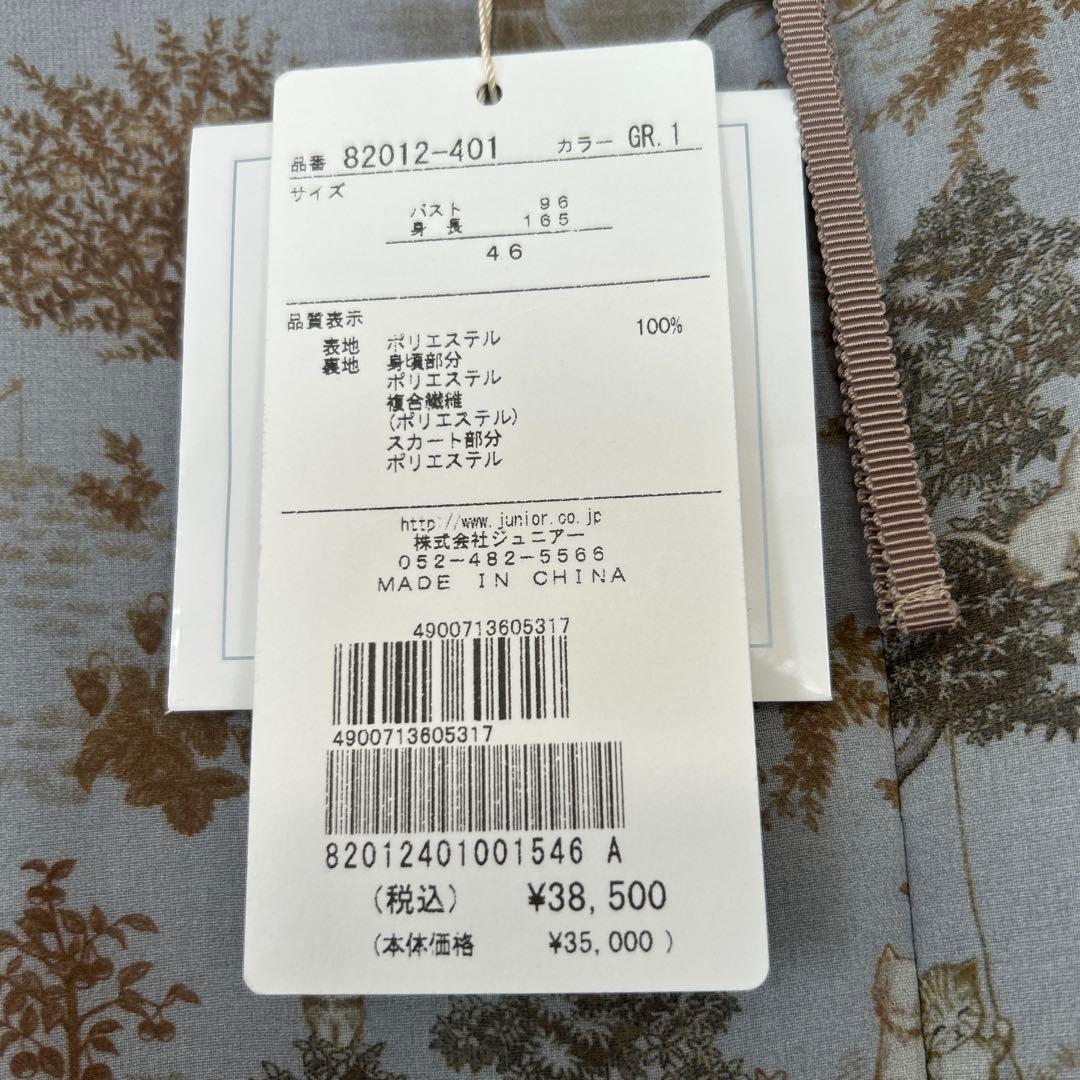 品番 82012-401 カラー GR.1
サイズ
バスト 96
身長 165
46
品質表示
表地 ポリエステル 100%
裏地 身頃部分
ポリエステル
複合繊維
(ポリエステル)
スカート部分
ポリエステル
http://www.junior.co.jp
株式会社ジュニアー
052-482-5566
MADE IN CHINA
4900713605317
4900713605317
82012401001546 A
(税込) ¥38,500
(本体価格 ¥35,000)